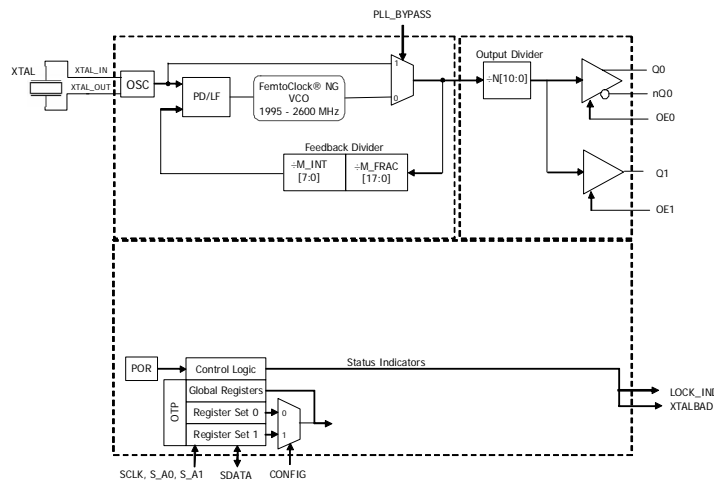 PLL_BYPASS
Output Divider
XTAL
XTAL_IN
XTAL_OUT
OSC
PD/LF
FemtoClock® NG
VCO
1995 - 2600 MHz
1
0
÷N[10:0]
Q0
nQ0
OE0
Feedback Divider
÷M_INT
[7:0]
÷M_FRAC
[17:0]
Q1
OE1
POR
Control Logic
Status Indicators
OTP
Global Registers
Register Set 0
0
Register Set 1
1
LOCK_IND
XTALBAD
SCLK, S_A0, S_A1
SDATA
CONFIG